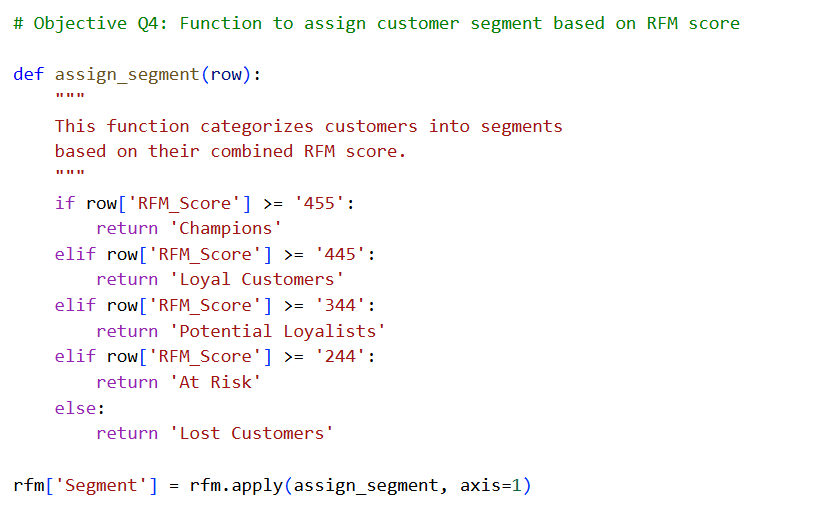 # Objective Q4: Function to assign customer segment based on RFM score
def assign_segment(row):
    """
    This function categorizes customers into segments
    based on their combined RFM score.
    """
    if row['RFM_Score'] >= '455':
        return 'Champions'
    elif row['RFM_Score'] >= '445':
        return 'Loyal Customers'
    elif row['RFM_Score'] >= '344':
        return 'Potential Loyalists'
    elif row['RFM_Score'] >= '244':
        return 'At Risk'
    else:
        return 'Lost Customers'
rfm['Segment'] = rfm.apply(assign_segment, axis=1)